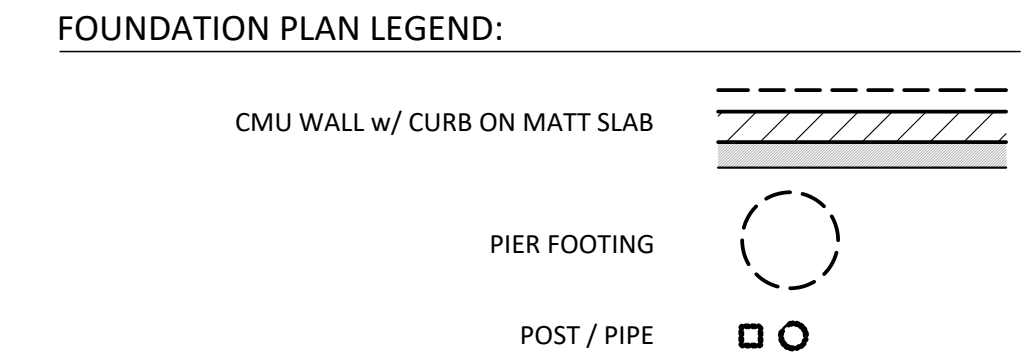 FOUNDATION PLAN LEGEND:
CMU WALL w/ CURB ON MATT SLAB
PIER FOOTING
POST / PIPE